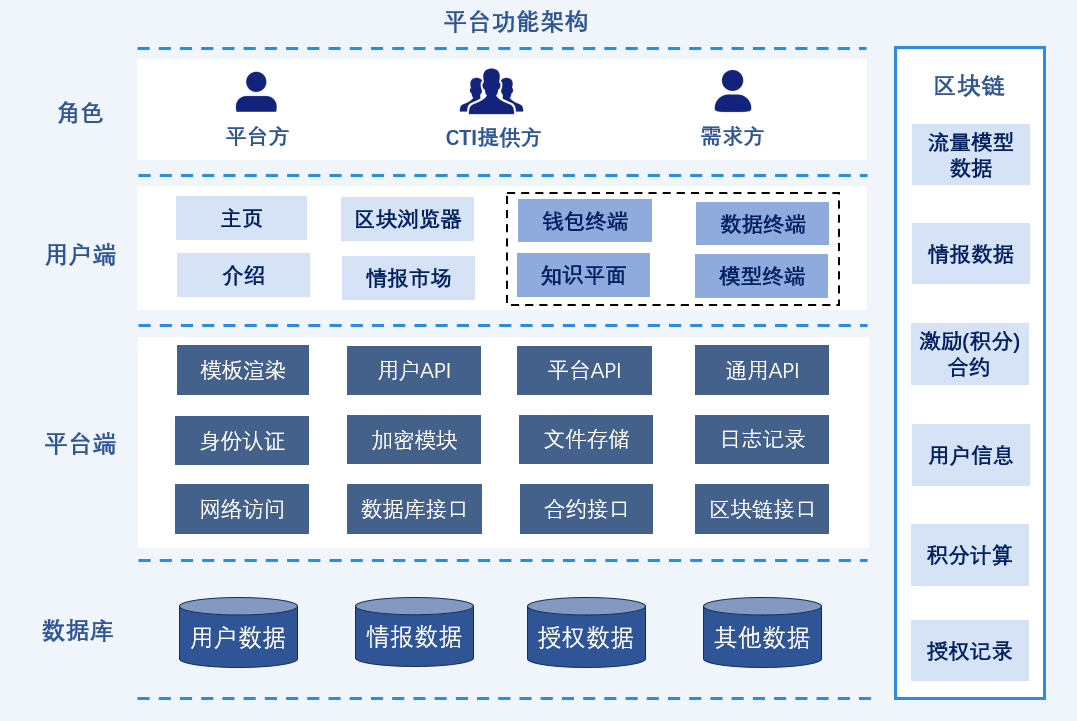 平台功能架构
角色
平台方
CTI提供方
需求方
用户端
主页
区块浏览器
钱包终端
数据终端
介绍
情报市场
知识平面
模型终端
平台端
模板渲染
用户API
平台API
通用API
身份认证
加密模块
文件存储
日志记录
网络访问
数据库接口
合约接口
区块链接口
数据库
用户数据
情报数据
授权数据
其他数据
区块链
流量模型
数据
情报数据
激励(积分)
合约
用户信息
积分计算
授权记录